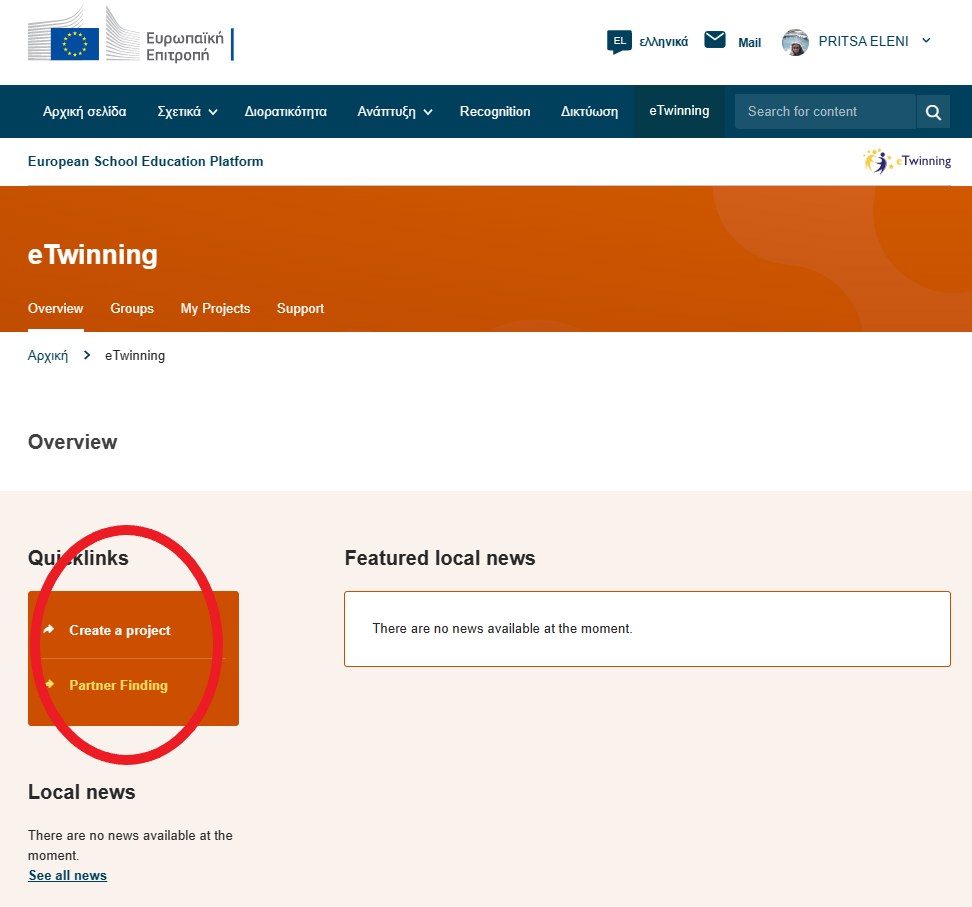 Ευρωπαϊκή
Επιτροπή
EL ελληνικά Mail PRITSA ELENI
Αρχική σελίδα Σχετικά Διορατικότητα Ανάπτυξη Recognition Δικτύωση eTwinning Search for content
European School Education Platform
eTwinning
eTwinning
Overview Groups My Projects Support
Αρχική eTwinning
Overview
Quicklinks
Create a project
Partner Finding
Featured local news
There are no news available at the moment.
Local news
There are no news available at the
moment.
See all news